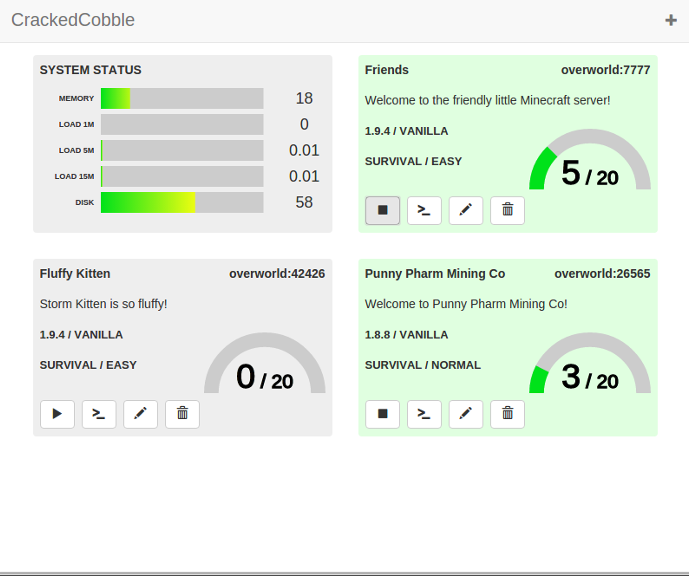 CrackedCobble
SYSTEM STATUS
MEMORY 18
LOAD 1M 0
LOAD 5M 0.01
LOAD 15M 0.01
DISK 58
Friends overworld:7777
Welcome to the friendly little Minecraft server!
1.9.4 / VANILLA
SURVIVAL / EASY
5 / 20
Fluffy Kitten overworld:42426
Storm Kitten is so fluffy!
1.9.4 / VANILLA
SURVIVAL / EASY
0 / 20
Punny Pharm Mining Co overworld:26565
Welcome to Punny Pharm Mining Co!
1.8.8 / VANILLA
SURVIVAL / NORMAL
3 / 20